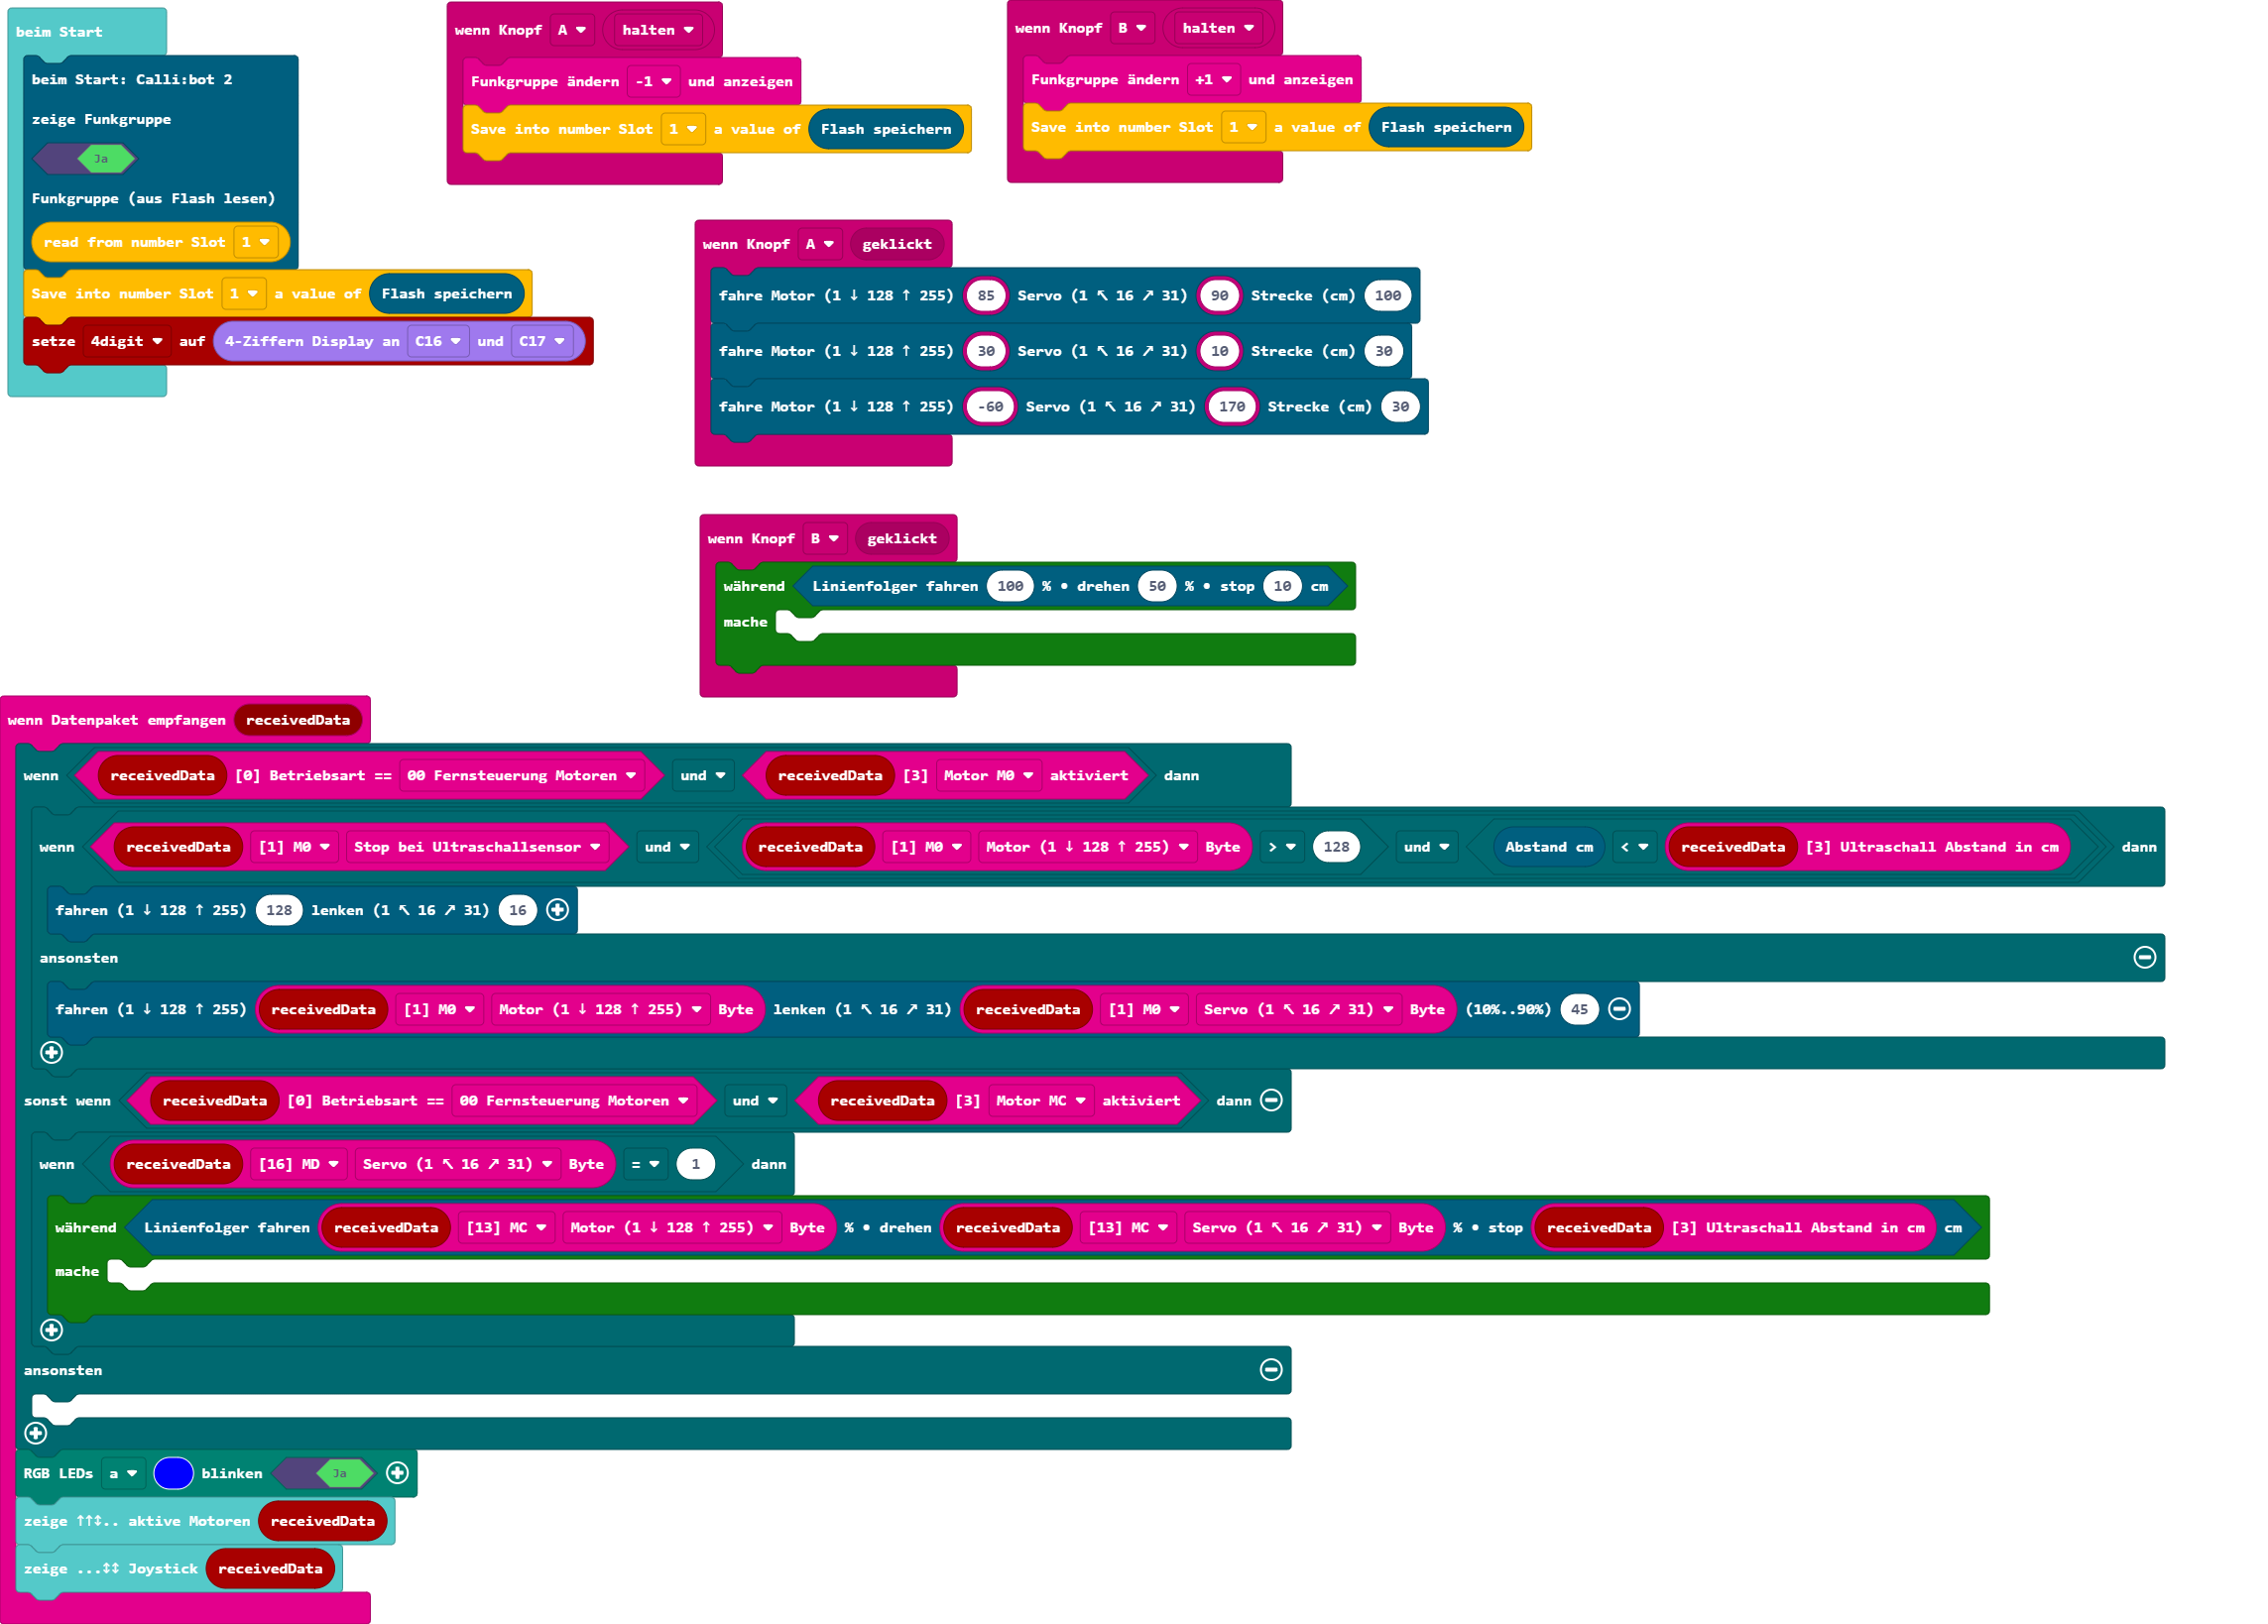 beim Start
beim Start: Calli:bot 2
zeige Funkgruppe
Ja
Funkgruppe (aus Flash lesen)
read from number Slot 1
Save into number Slot 1 a value of Flash speichern
setze 4digit auf 4-Ziffern Display an C16 und C17
wenn Knopf A halten
Funkgruppe ändern -1 und anzeigen
Save into number Slot 1 a value of Flash speichern
wenn Knopf B halten
Funkgruppe ändern +1 und anzeigen
Save into number Slot 1 a value of Flash speichern
wenn Knopf A geklickt
fahre Motor (1 ↓ 128 ↑ 255) 85 Servo (1 ↖ 16 ↗ 31) 90 Strecke (cm) 100
fahre Motor (1 ↓ 128 ↑ 255) 30 Servo (1 ↖ 16 ↗ 31) 10 Strecke (cm) 30
fahre Motor (1 ↓ 128 ↑ 255) -60 Servo (1 ↖ 16 ↗ 31) 170 Strecke (cm) 30
wenn Knopf B geklickt
während Linienfolger fahren 100 % • drehen 50 % • stop 10 cm
mache
wenn Datenpaket empfangen receivedData
wenn receivedData [0] Betriebsart == 00 Fernsteuerung Motoren und receivedData [3] Motor M0 aktiviert dann
wenn receivedData [1] M0 Stop bei Ultraschallsensor und receivedData [1] M0 Motor (1 ↓ 128 ↑ 255) Byte > 128 und Abstand cm < receivedData [3] Ultraschall Abstand in cm dann
fahren (1 ↓ 128 ↑ 255) 128 lenken (1 ↖ 16 ↗ 31) 16
ansonsten
fahren (1 ↓ 128 ↑ 255) receivedData [1] M0 Motor (1 ↓ 128 ↑ 255) Byte lenken (1 ↖ 16 ↗ 31) receivedData [1] M0 Servo (1 ↖ 16 ↗ 31) Byte (10%..90%) 45
sonst wenn receivedData [0] Betriebsart == 00 Fernsteuerung Motoren und receivedData [3] Motor MC aktiviert dann
wenn receivedData [16] MD Servo (1 ↖ 16 ↗ 31) Byte = 1 dann
während Linienfolger fahren receivedData [13] MC Motor (1 ↓ 128 ↑ 255) Byte % • drehen receivedData [13] MC Servo (1 ↖ 16 ↗ 31) Byte % • stop receivedData [3] Ultraschall Abstand in cm cm
mache
ansonsten
RGB LEDs a blinken Ja
zeige ↑↑↕.. aktive Motoren receivedData
zeige ...↕↕ Joystick receivedData